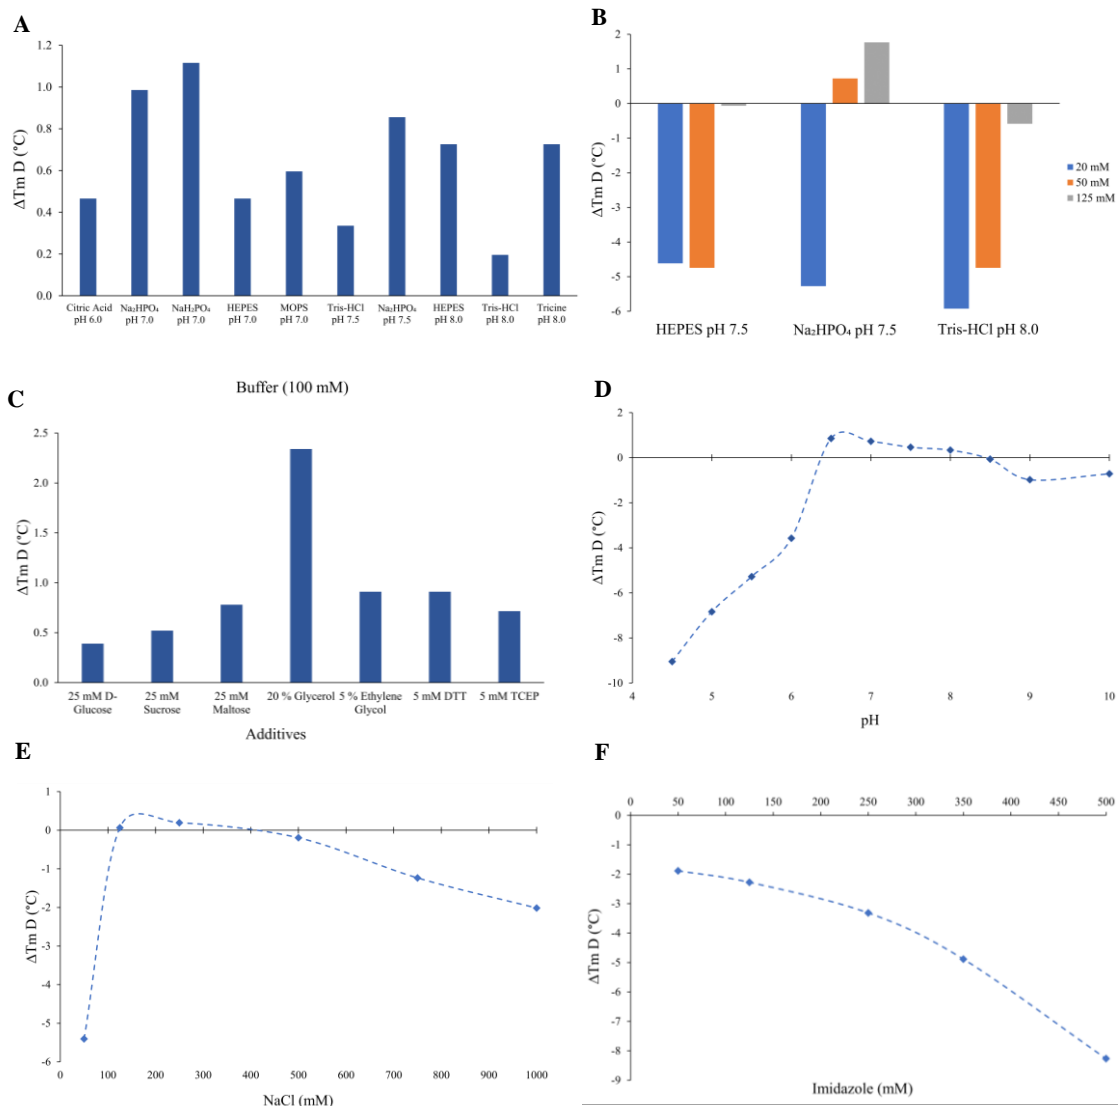 A
1.2
1.0
0.8
0.6
0.4
0.2
0.0
ΔTm D (°C)
Citric Acid pH 6.0
Na₂HPO₄ pH 7.0
NaH₂PO₄ pH 7.0
HEPES pH 7.0
MOPS pH 7.0
Tris-HCl pH 7.5
Na₂HPO₄ pH 7.5
HEPES pH 8.0
Tris-HCl pH 8.0
Tricine pH 8.0
Buffer (100 mM)
B
2
1
0
-1
-2
-3
-4
-5
-6
ΔTm D (°C)
HEPES pH 7.5
Na₂HPO₄ pH 7.5
Tris-HCl pH 8.0
20 mM
50 mM
125 mM
C
2.5
2.0
1.5
1.0
0.5
0.0
ΔTm D (°C)
25 mM D-
Glucose
25 mM
Sucrose
25 mM
Maltose
20 % Glycerol
5 % Ethylene
Glycol
5 mM DTT
5 mM TCEP
Additives
D
2
0
-2
-4
-6
-8
-10
ΔTm D (°C)
4 5 6 7 8 9 10
pH
E
1
0
-1
-2
-3
-4
-5
-6
ΔTm D (°C)
0 100 200 300 400 500 600 700 800 900 1000
NaCl (mM)
F
0 50 100 150 200 250 300 350 400 450 500
0
-1
-2
-3
-4
-5
-6
-7
-8
-9
ΔTm D (°C)
Imidazole (mM)